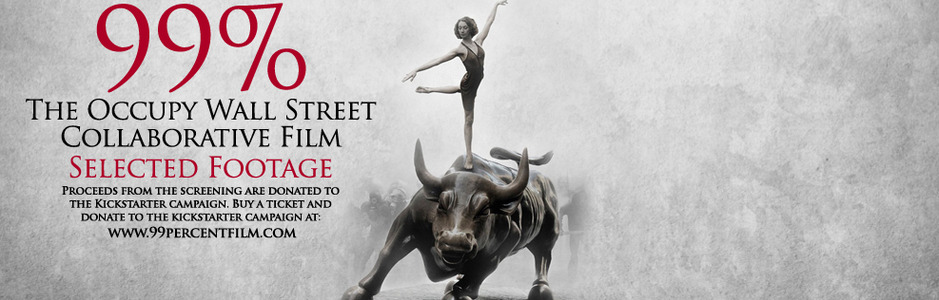 99%
The Occupy Wall Street
Collaborative Film
Selected Footage
Proceeds from the screening are donated to
the Kickstarter campaign. Buy a ticket and
donate to the kickstarter campaign at:
www.99percentfilm.com